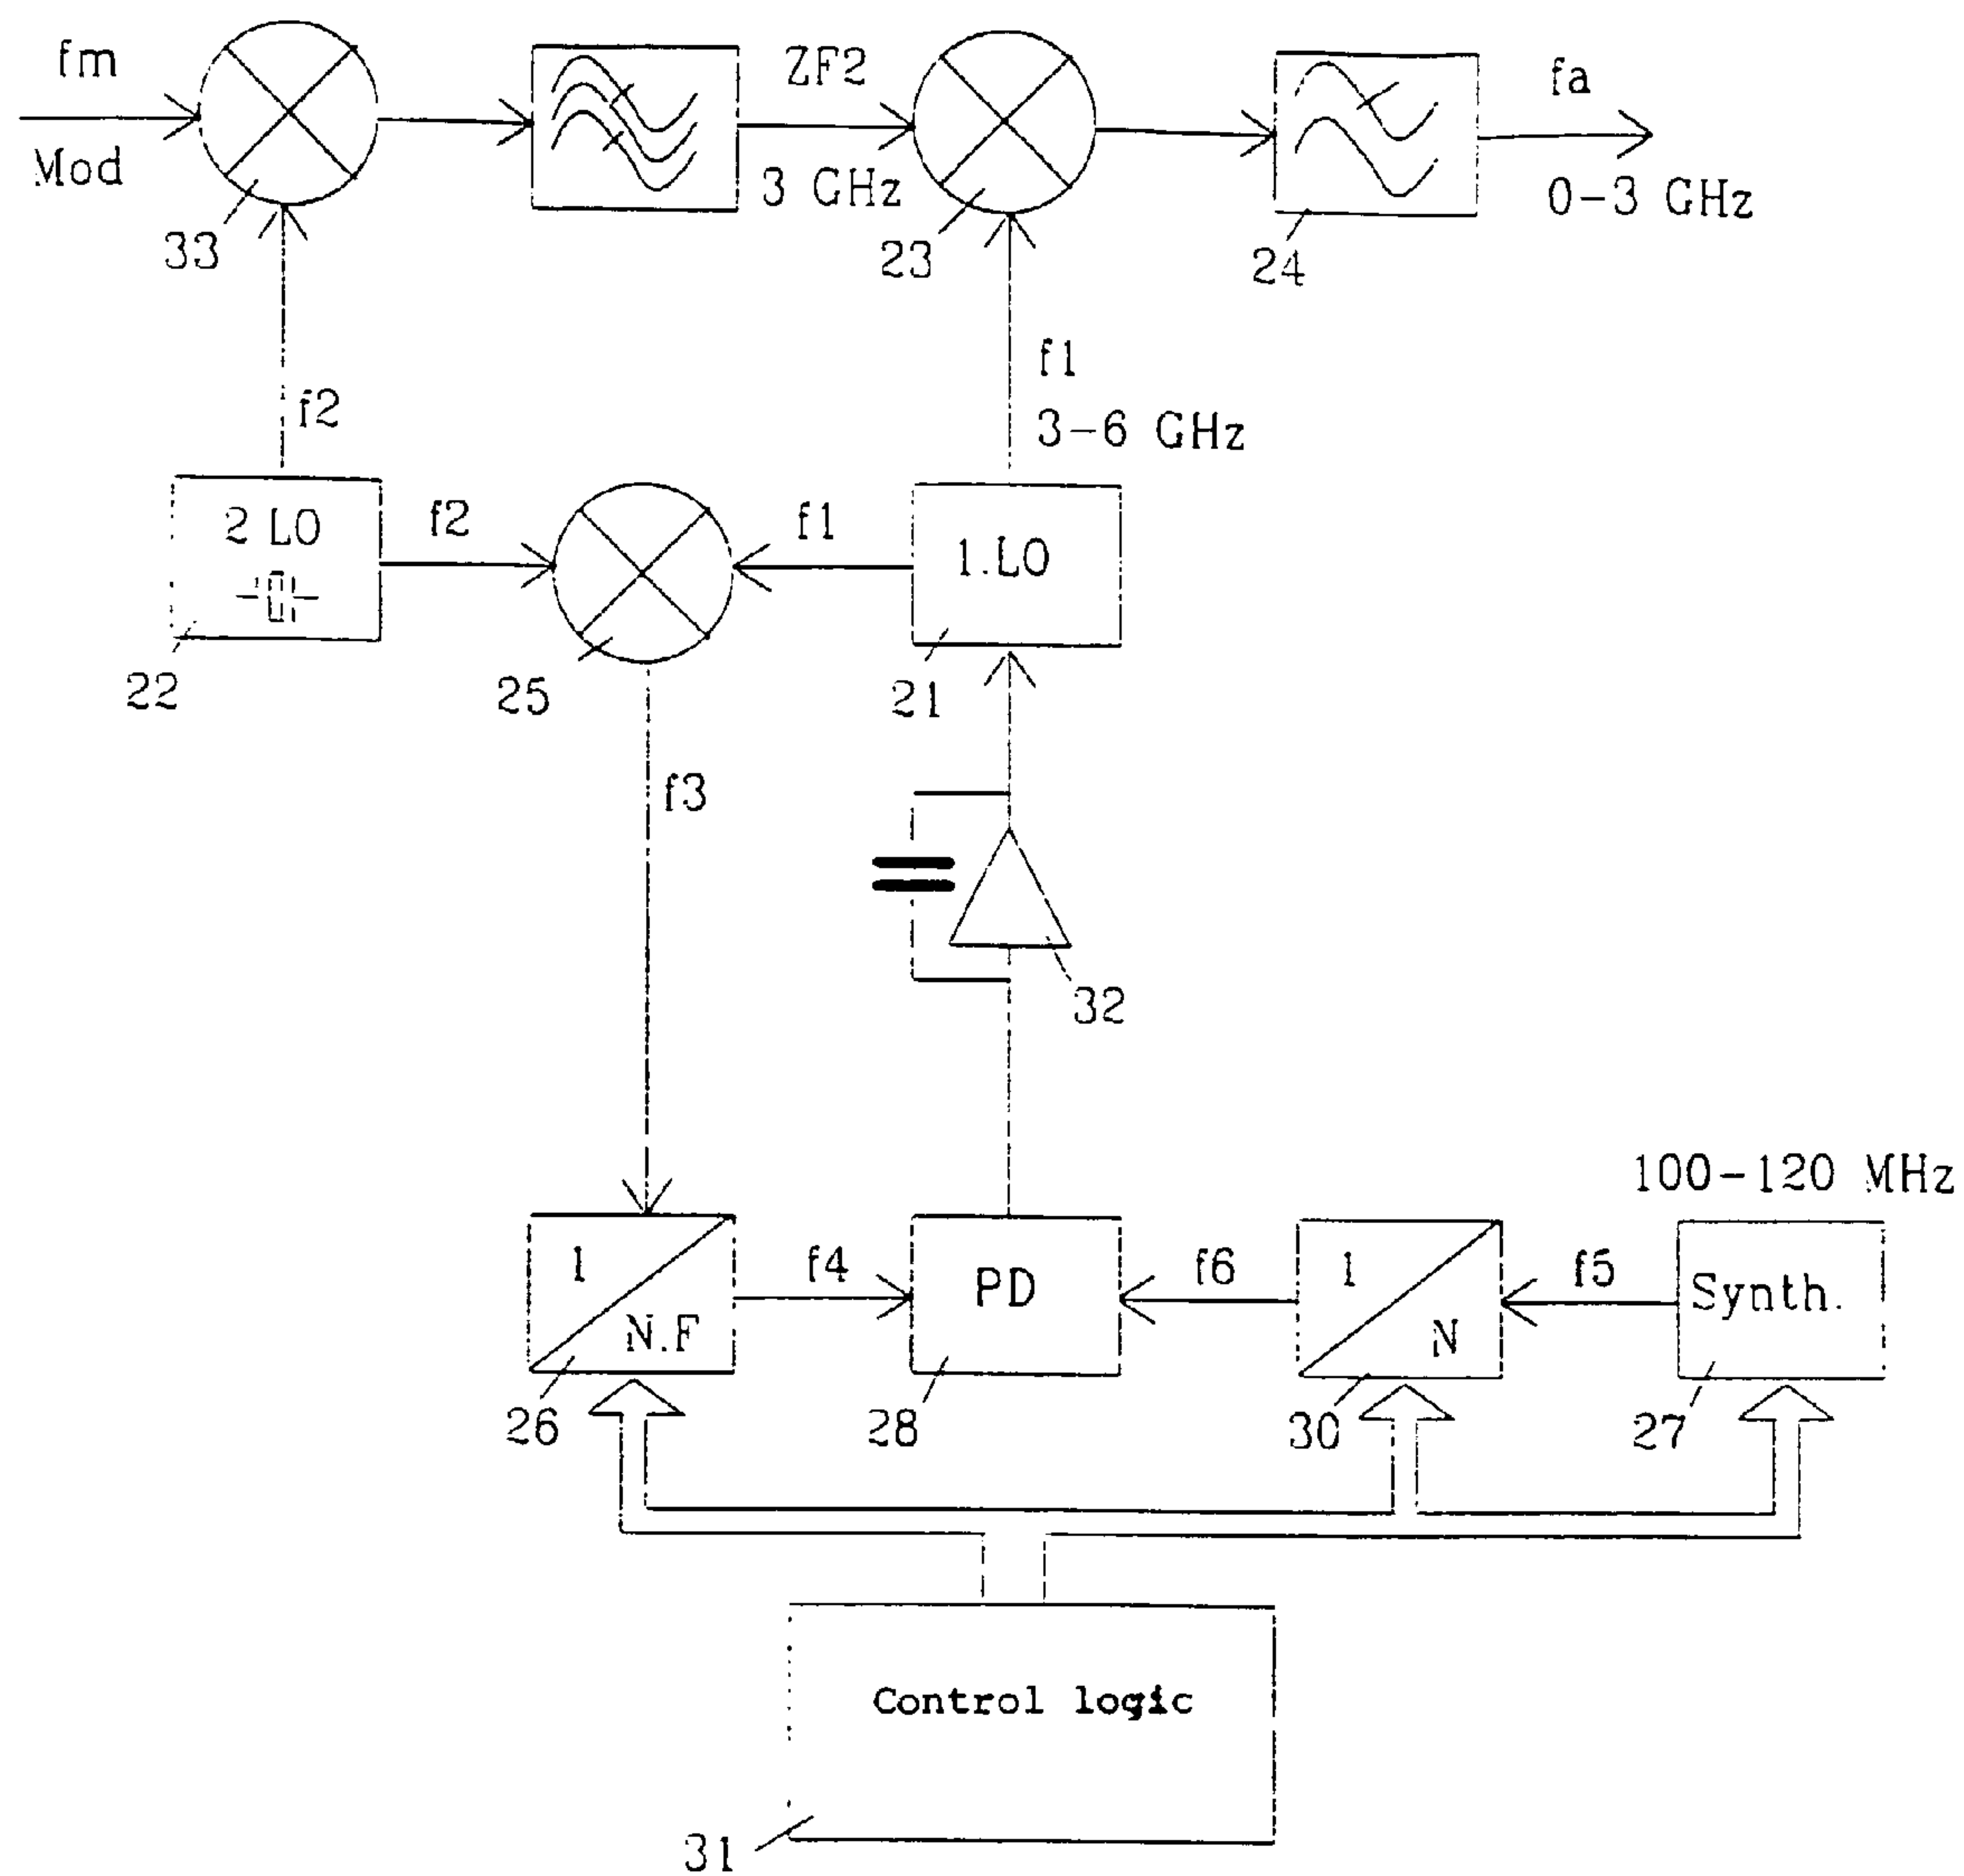 fm
Mod
33
ZF2
3 GHz
23
24
fa
0-3 GHz
f2
f1
3-6 GHz
2 LO
22
f2
25
f1
1.LO
21
f3
32
100-120 MHz
1
N.F
26
f4
PD
28
f6
1
N
30
f5
Synth.
27
Control logic
31